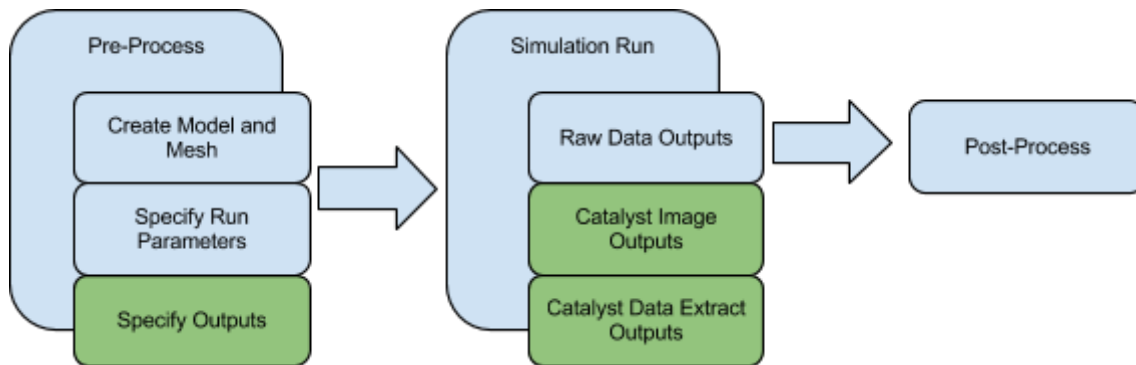 Pre-Process
Create Model and
Mesh
Specify Run
Parameters
Specify Outputs
Simulation Run
Raw Data Outputs
Catalyst Image
Outputs
Catalyst Data Extract
Outputs
Post-Process